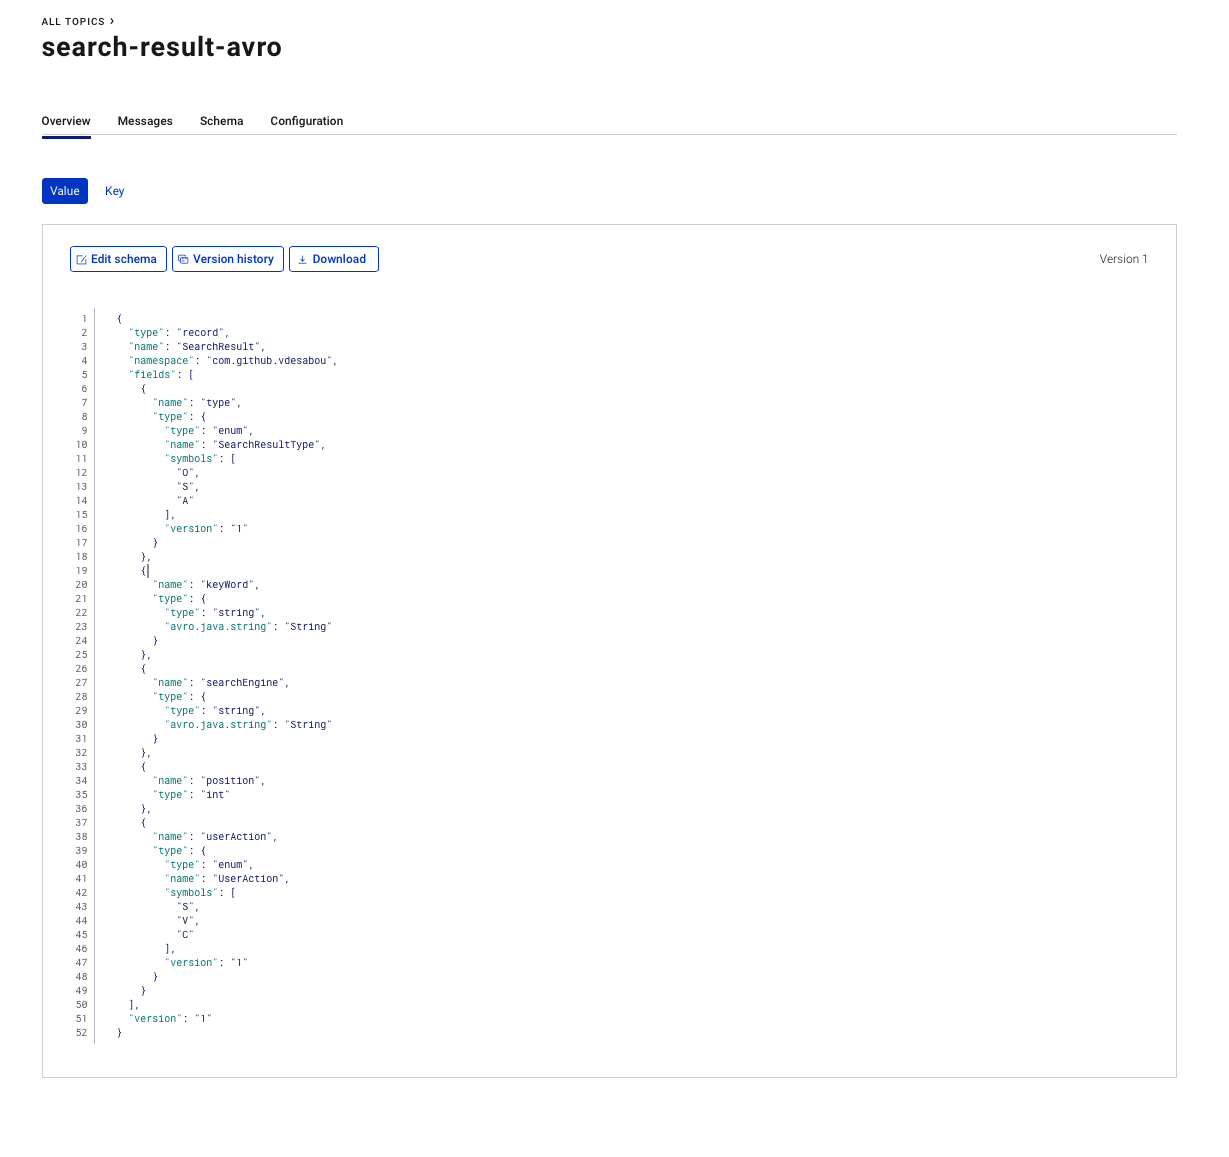 ALL TOPICS ›
search-result-avro
Overview Messages Schema Configuration
Value Key
Edit schema Version history Download Version 1
1 {
2 "type": "record",
3 "name": "SearchResult",
4 "namespace": "com.github.vdesabou",
5 "fields": [
6 {
7 "name": "type",
8 "type": {
9 "type": "enum",
10 "name": "SearchResultType",
11 "symbols": [
12 "O",
13 "S",
14 "A"
15 ],
16 "version": "1"
17 }
18 },
19 {
20 "name": "keyWord",
21 "type": {
22 "type": "string",
23 "avro.java.string": "String"
24 }
25 },
26 {
27 "name": "searchEngine",
28 "type": {
29 "type": "string",
30 "avro.java.string": "String"
31 }
32 },
33 {
34 "name": "position",
35 "type": "int"
36 },
37 {
38 "name": "userAction",
39 "type": {
40 "type": "enum",
41 "name": "UserAction",
42 "symbols": [
43 "S",
44 "V",
45 "C"
46 ],
47 "version": "1"
48 }
49 }
50 ],
51 "version": "1"
52 }